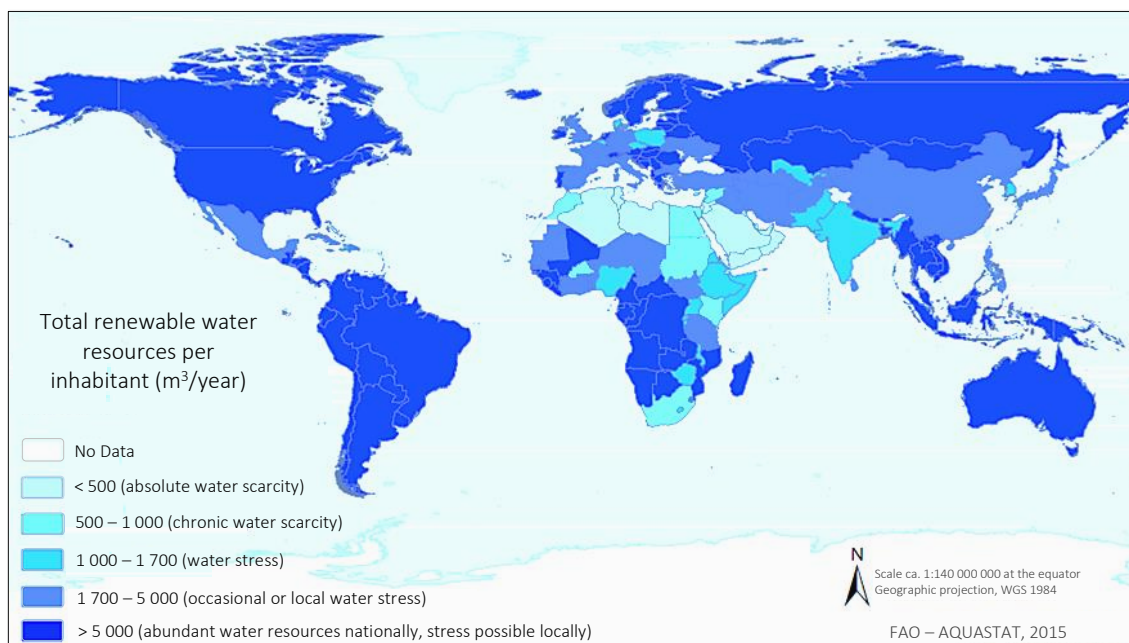 Total renewable water
resources per
inhabitant (m³/year)
No Data
< 500 (absolute water scarcity)
500 – 1 000 (chronic water scarcity)
1 000 – 1 700 (water stress)
1 700 – 5 000 (occasional or local water stress)
> 5 000 (abundant water resources nationally, stress possible locally)
N
Scale ca. 1:140 000 000 at the equator
Geographic projection, WGS 1984
FAO – AQUASTAT, 2015